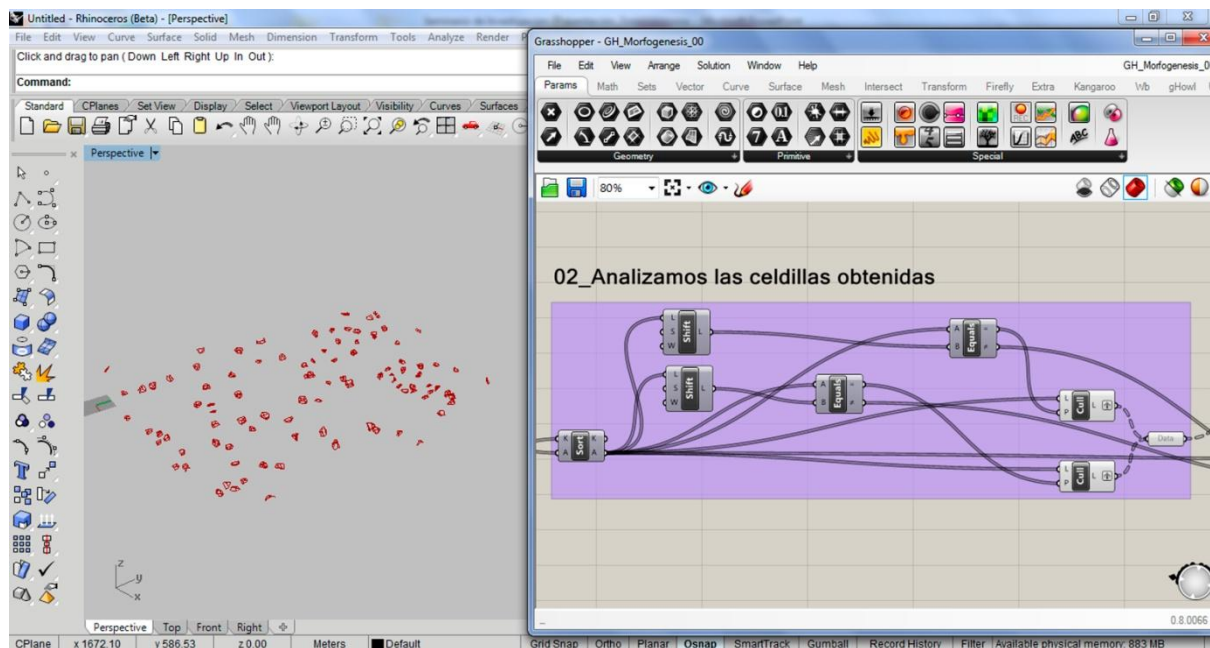 Untitled - Rhinoceros (Beta) - [Perspective]
File Edit View Curve Surface Solid Mesh Dimension Transform Tools Analyze Render
Click and drag to pan ( Down Left Right Up In Out ):
Command:
Standard CPlanes Set View Display Select Viewport Layout Visibility Curves Surfaces
Perspective
z
y
x
Perspective Top Front Right
CPlane x 1672.10 y 586.53 z 0.00 Meters Default Grid Snap Ortho Planar Osnap SmartTrack Gumball Record History Filter Available physical memory: 883 MB
Grasshopper - GH_Morfogenesis_00
File Edit View Arrange Solution Window Help GH_Morfogenesis_0
Params Math Sets Vector Curve Surface Mesh Intersect Transform Firefly Extra Kangaroo Wb gHowl
Geometry Primitive Special
80%
02_Analizamos las celdillas obtenidas
L S W Shift L
L S W Shift L
A B Equals = ≠
A B Equals = ≠
K A Sort K A
L P Cull L
L P Cull L
Data
0.8.0066